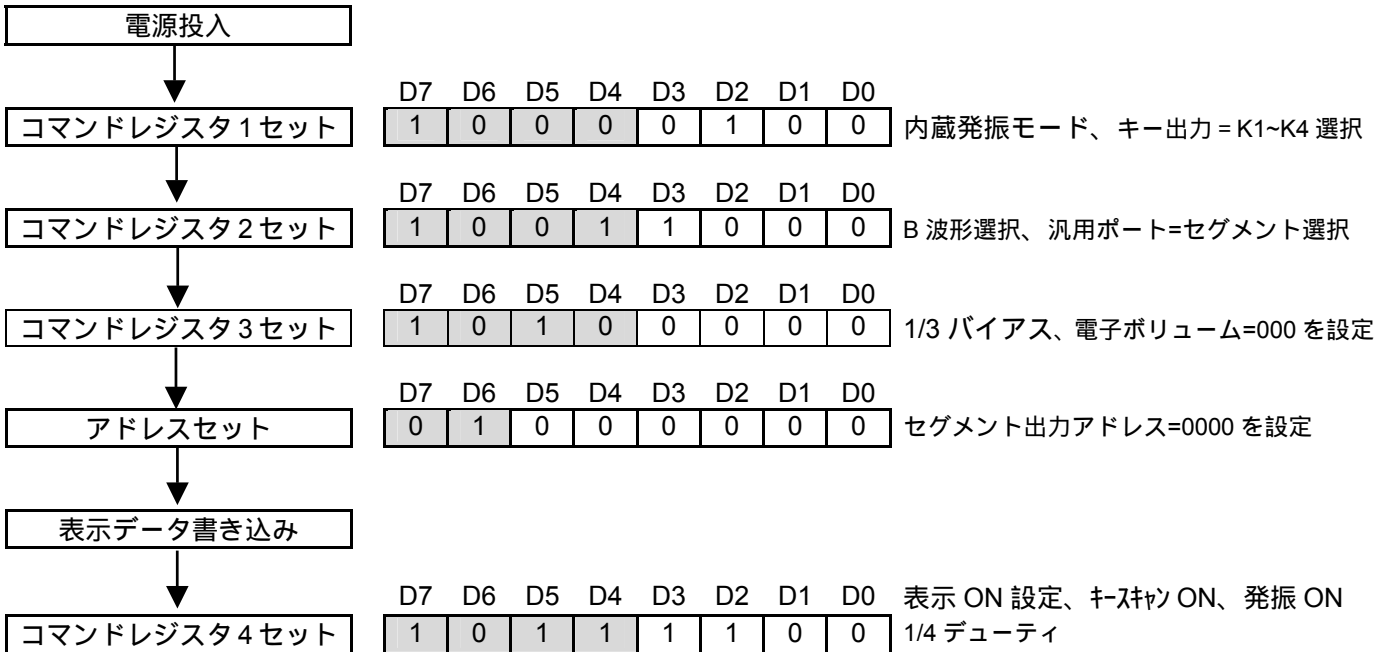 電源投入
D7 D6 D5 D4 D3 D2 D1 D0
コマンドレジスタ1セット 1 0 0 0 0 1 0 0 内蔵発振モード、キー出力 = K1~K4 選択
D7 D6 D5 D4 D3 D2 D1 D0
コマンドレジスタ2セット 1 0 0 1 1 0 0 0 B 波形選択、汎用ポート=セグメント選択
D7 D6 D5 D4 D3 D2 D1 D0
コマンドレジスタ3セット 1 0 1 0 0 0 0 0 1/3 バイアス、電子ボリューム=000 を設定
D7 D6 D5 D4 D3 D2 D1 D0
アドレスセット 0 1 0 0 0 0 0 0 セグメント出力アドレス=0000 を設定
表示データ書き込み
D7 D6 D5 D4 D3 D2 D1 D0 表示 ON 設定、ｷｰｽｷｬﾝ ON、発振 ON
コマンドレジスタ4セット 1 0 1 1 1 1 0 0 1/4 デューティ